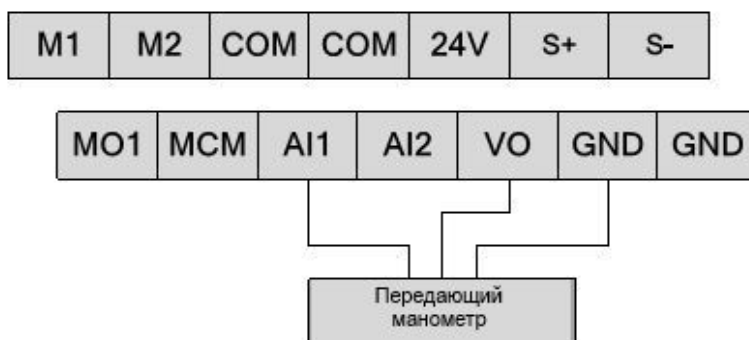 M1 M2 COM COM 24V S+ S-
MO1 MCM AI1 AI2 VO GND GND
Передающий
манометр